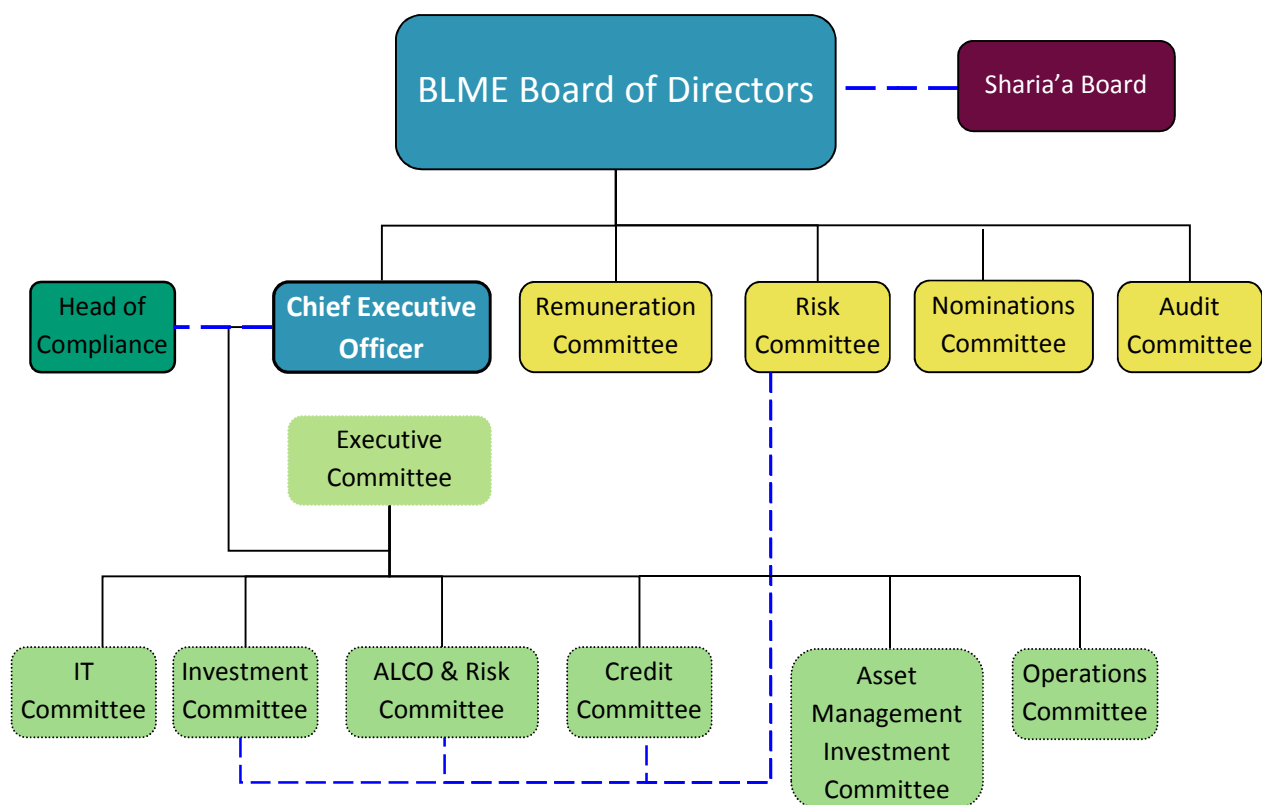 BLME Board of Directors
Sharia’a Board
Head of
Compliance
Chief Executive
Officer
Remuneration
Committee
Risk
Committee
Nominations
Committee
Audit
Committee
Executive
Committee
IT
Committee
Investment
Committee
ALCO & Risk
Committee
Credit
Committee
Asset
Management
Investment
Committee
Operations
Committee